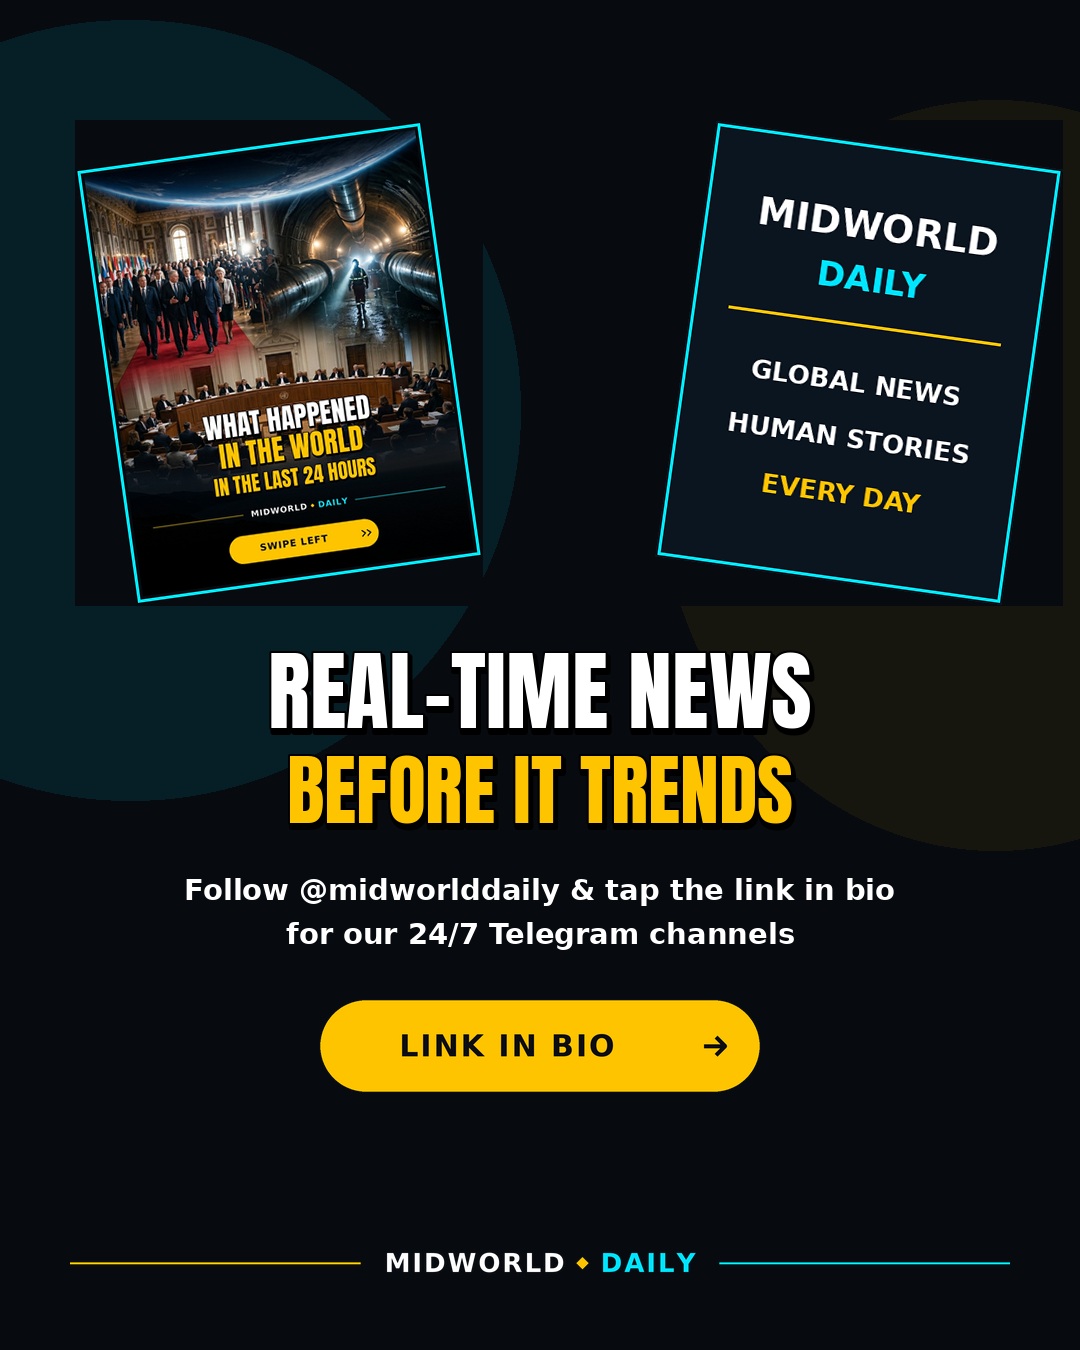 WHAT HAPPENED
IN THE WORLD
IN THE LAST 24 HOURS
MIDWORLD ◆ DAILY
SWIPE LEFT »
MIDWORLD
DAILY
GLOBAL NEWS
HUMAN STORIES
EVERY DAY
REAL-TIME NEWS
BEFORE IT TRENDS
Follow @midworlddaily & tap the link in bio
for our 24/7 Telegram channels
LINK IN BIO →
MIDWORLD ◆ DAILY